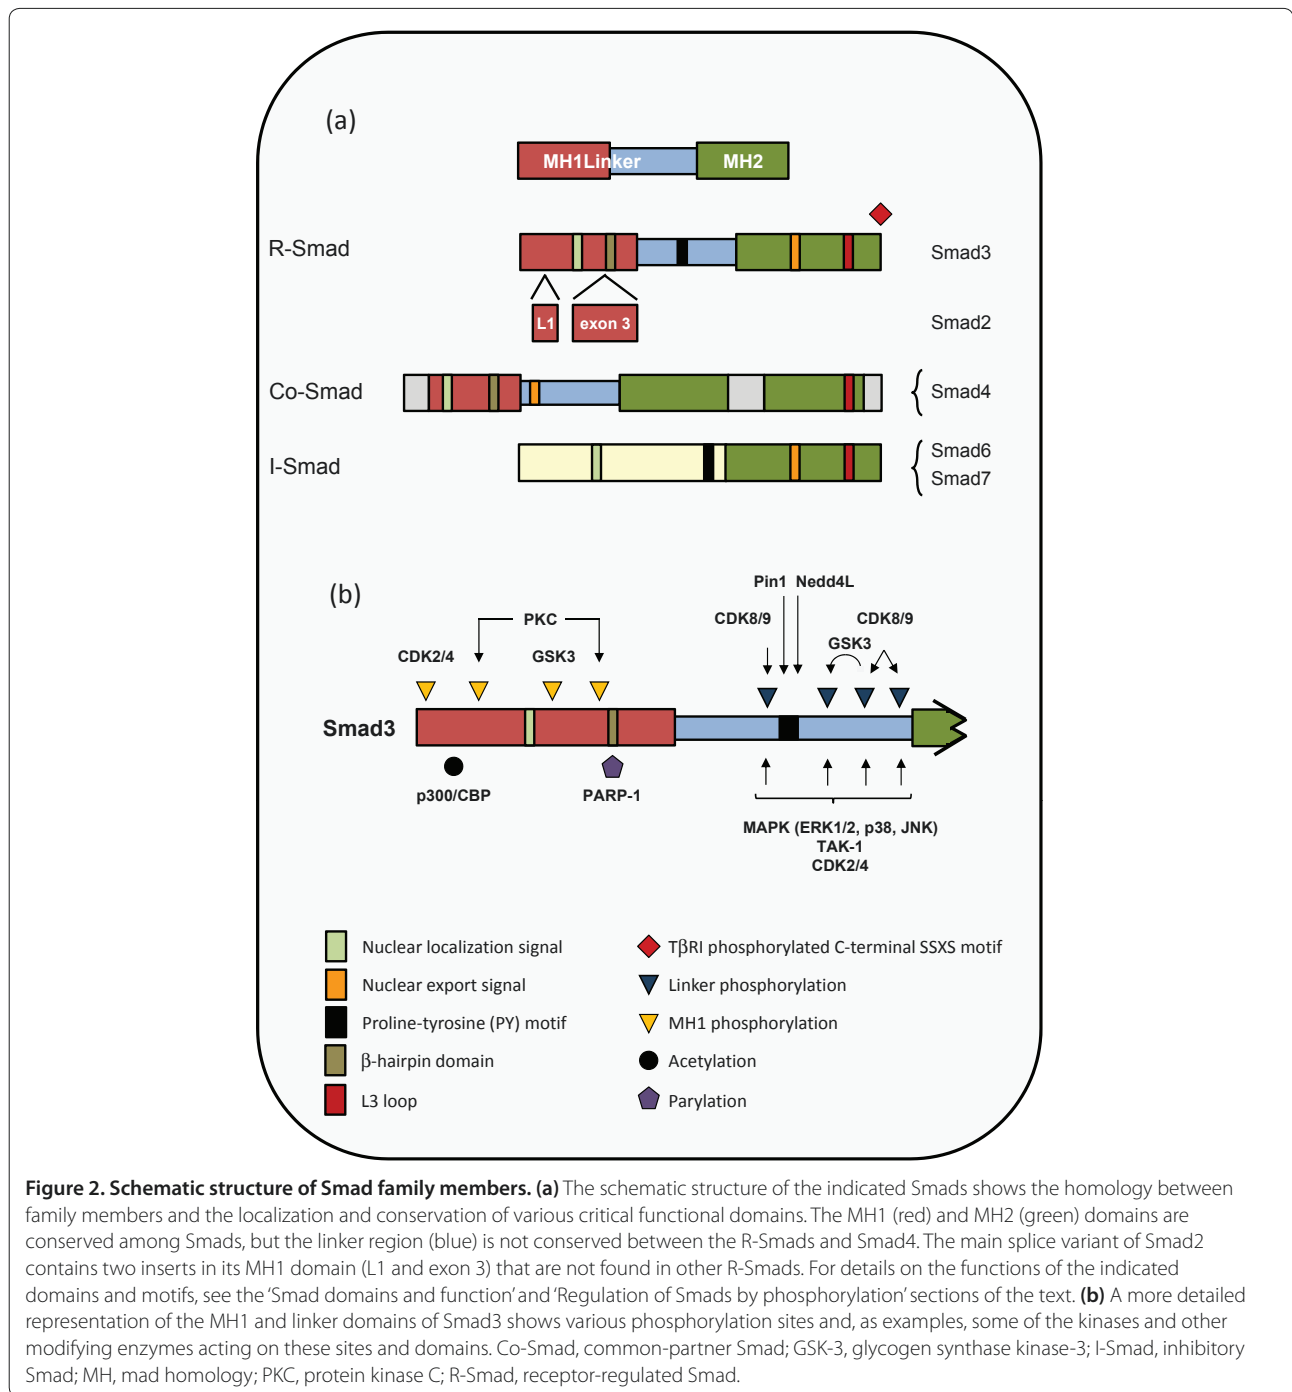 (a)
MH1Linker MH2
R-Smad
Smad3
L1 exon 3
Smad2
Co-Smad
Smad4
I-Smad
Smad6
Smad7
(b)
Pin1 Nedd4L
PKC
CDK8/9 CDK8/9
CDK2/4 GSK3 GSK3
Smad3
p300/CBP PARP-1
MAPK (ERK1/2, p38, JNK)
TAK-1
CDK2/4
Nuclear localization signal
Nuclear export signal
Proline-tyrosine (PY) motif
β-hairpin domain
L3 loop
TβRI phosphorylated C-terminal SSXS motif
Linker phosphorylation
MH1 phosphorylation
Acetylation
Parylation
Figure 2. Schematic structure of Smad family members. (a) The schematic structure of the indicated Smads shows the homology between
family members and the localization and conservation of various critical functional domains. The MH1 (red) and MH2 (green) domains are
conserved among Smads, but the linker region (blue) is not conserved between the R-Smads and Smad4. The main splice variant of Smad2
contains two inserts in its MH1 domain (L1 and exon 3) that are not found in other R-Smads. For details on the functions of the indicated
domains and motifs, see the 'Smad domains and function' and 'Regulation of Smads by phosphorylation' sections of the text. (b) A more detailed
representation of the MH1 and linker domains of Smad3 shows various phosphorylation sites and, as examples, some of the kinases and other
modifying enzymes acting on these sites and domains. Co-Smad, common-partner Smad; GSK-3, glycogen synthase kinase-3; I-Smad, inhibitory
Smad; MH, mad homology; PKC, protein kinase C; R-Smad, receptor-regulated Smad.